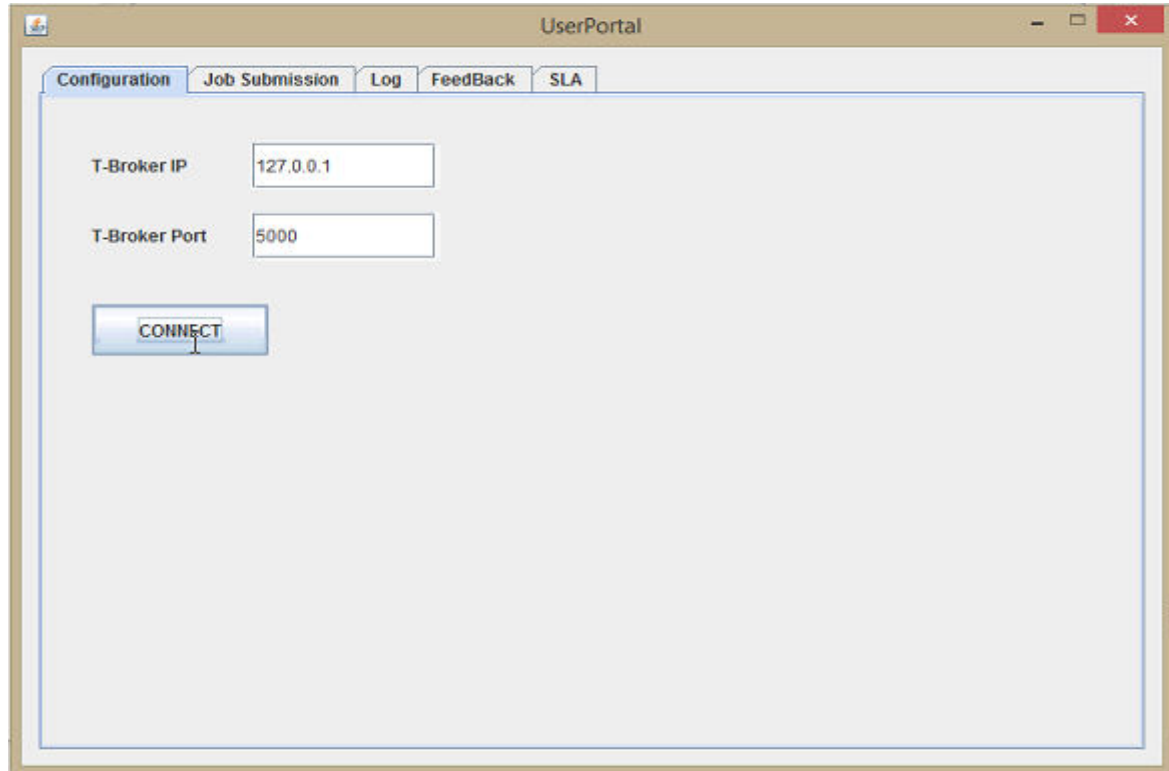 UserPortal
Configuration Job Submission Log FeedBack SLA
T-Broker IP 127.0.0.1
T-Broker Port 5000
CONNECT